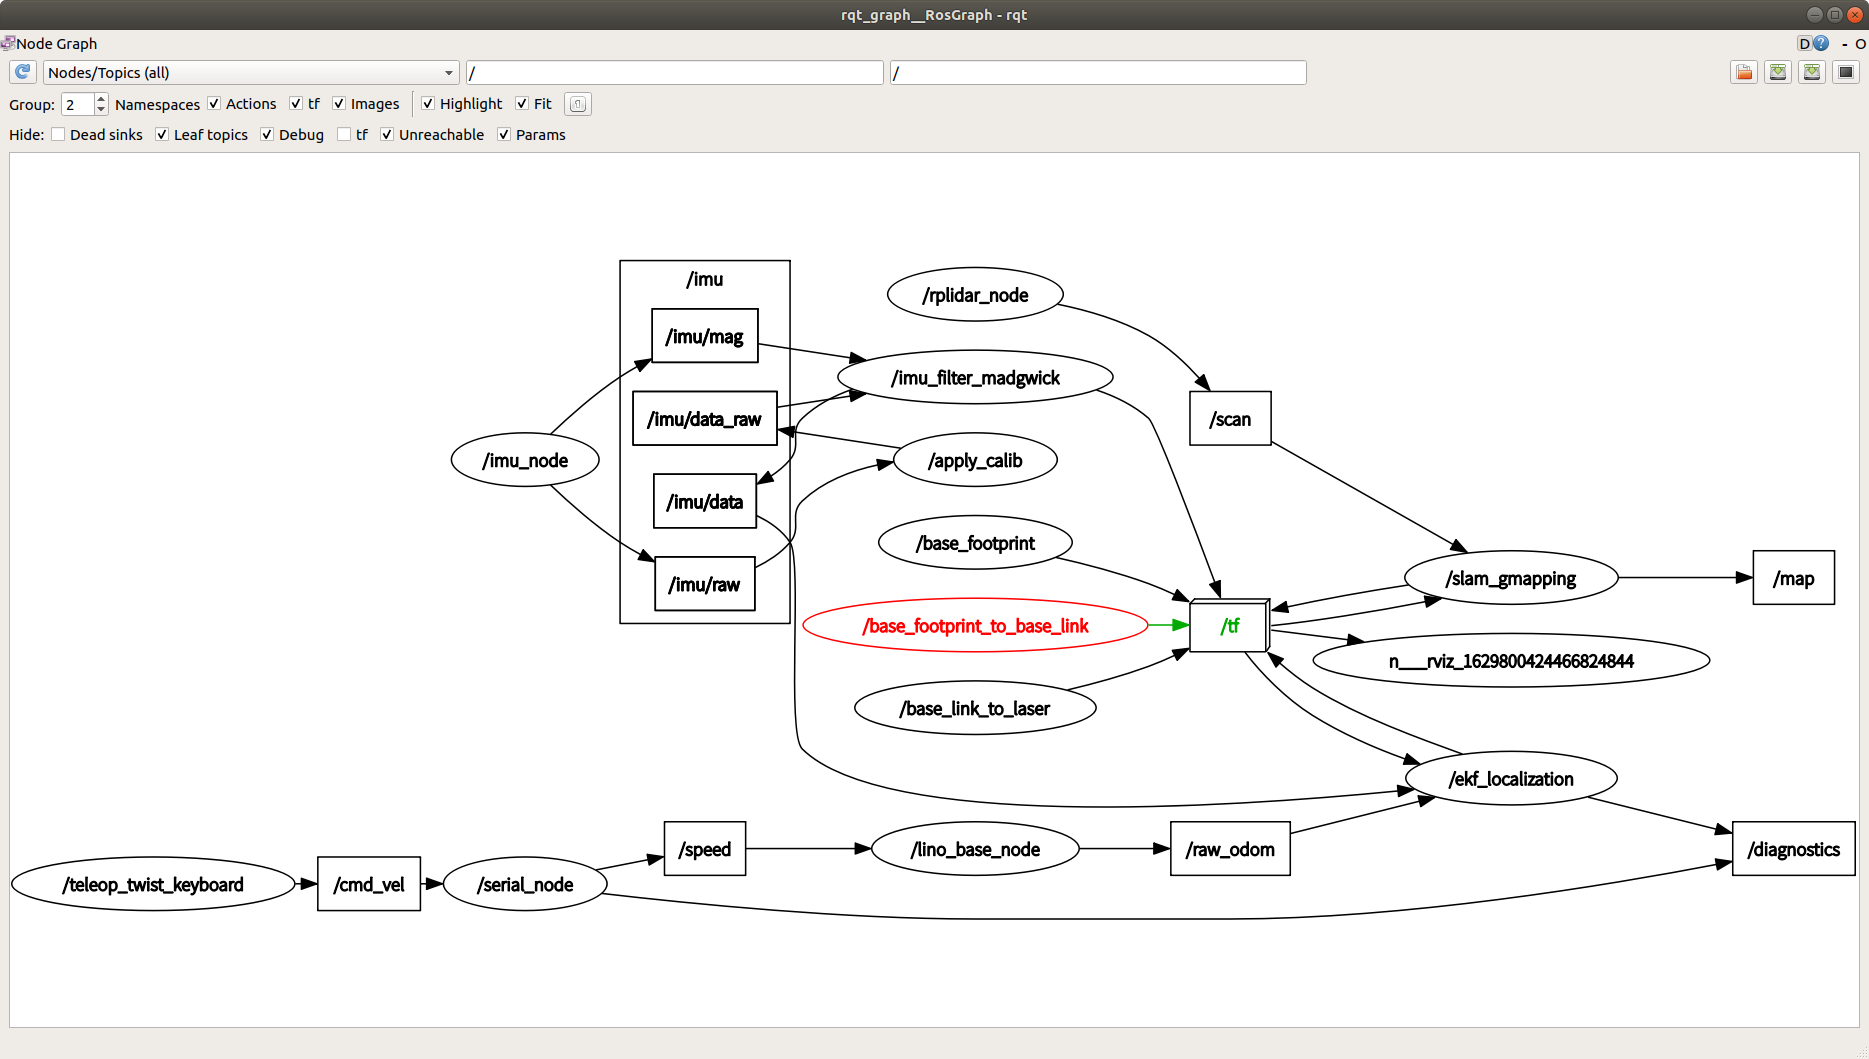 rqt_graph__RosGraph - rqt
Node Graph
D ? - O
Nodes/Topics (all) / /
Group: 2 Namespaces Actions tf Images Highlight Fit
Hide: Dead sinks Leaf topics Debug tf Unreachable Params
/imu
/rplidar_node
/imu/mag
/imu_filter_madgwick
/imu/data_raw
/scan
/imu_node
/apply_calib
/imu/data
/base_footprint
/imu/raw
/slam_gmapping
/map
/base_footprint_to_base_link
/tf
n___rviz_1629800424466824844
/base_link_to_laser
/ekf_localization
/speed
/lino_base_node
/raw_odom
/diagnostics
/teleop_twist_keyboard
/cmd_vel
/serial_node